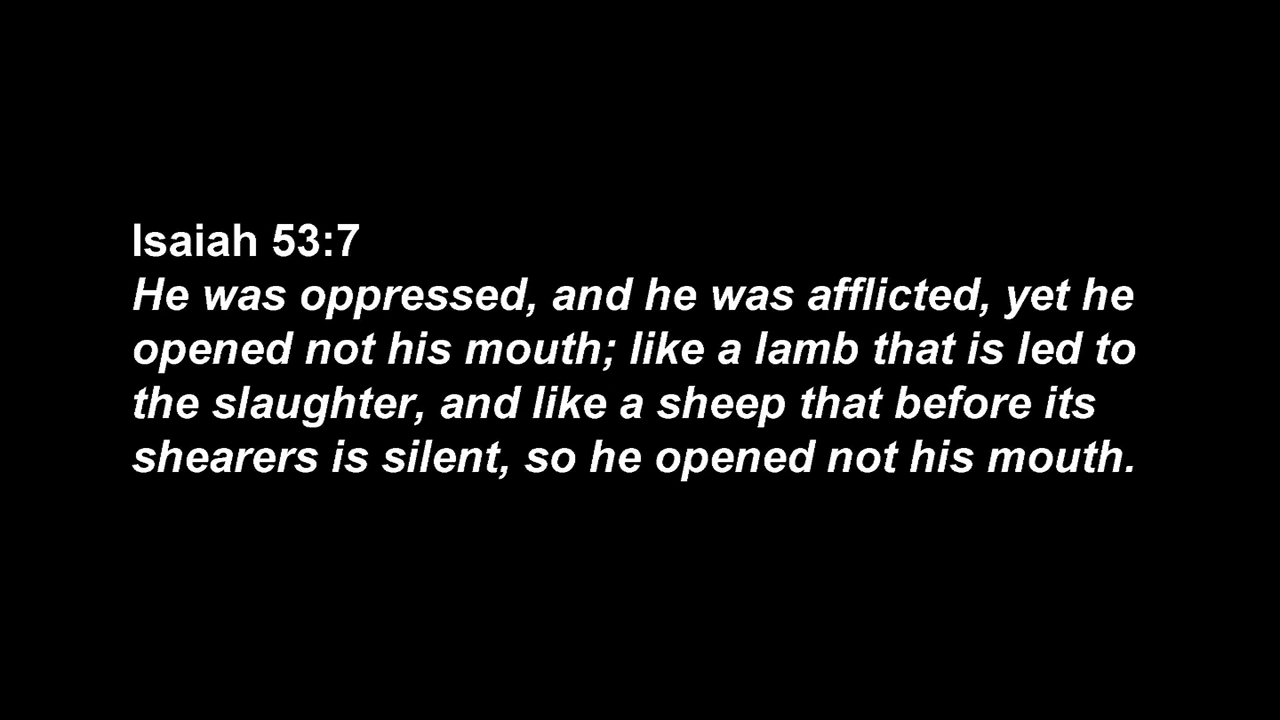 Isaiah 53:7
He was oppressed, and he was afflicted, yet he
opened not his mouth; like a lamb that is led to
the slaughter, and like a sheep that before its
shearers is silent, so he opened not his mouth.